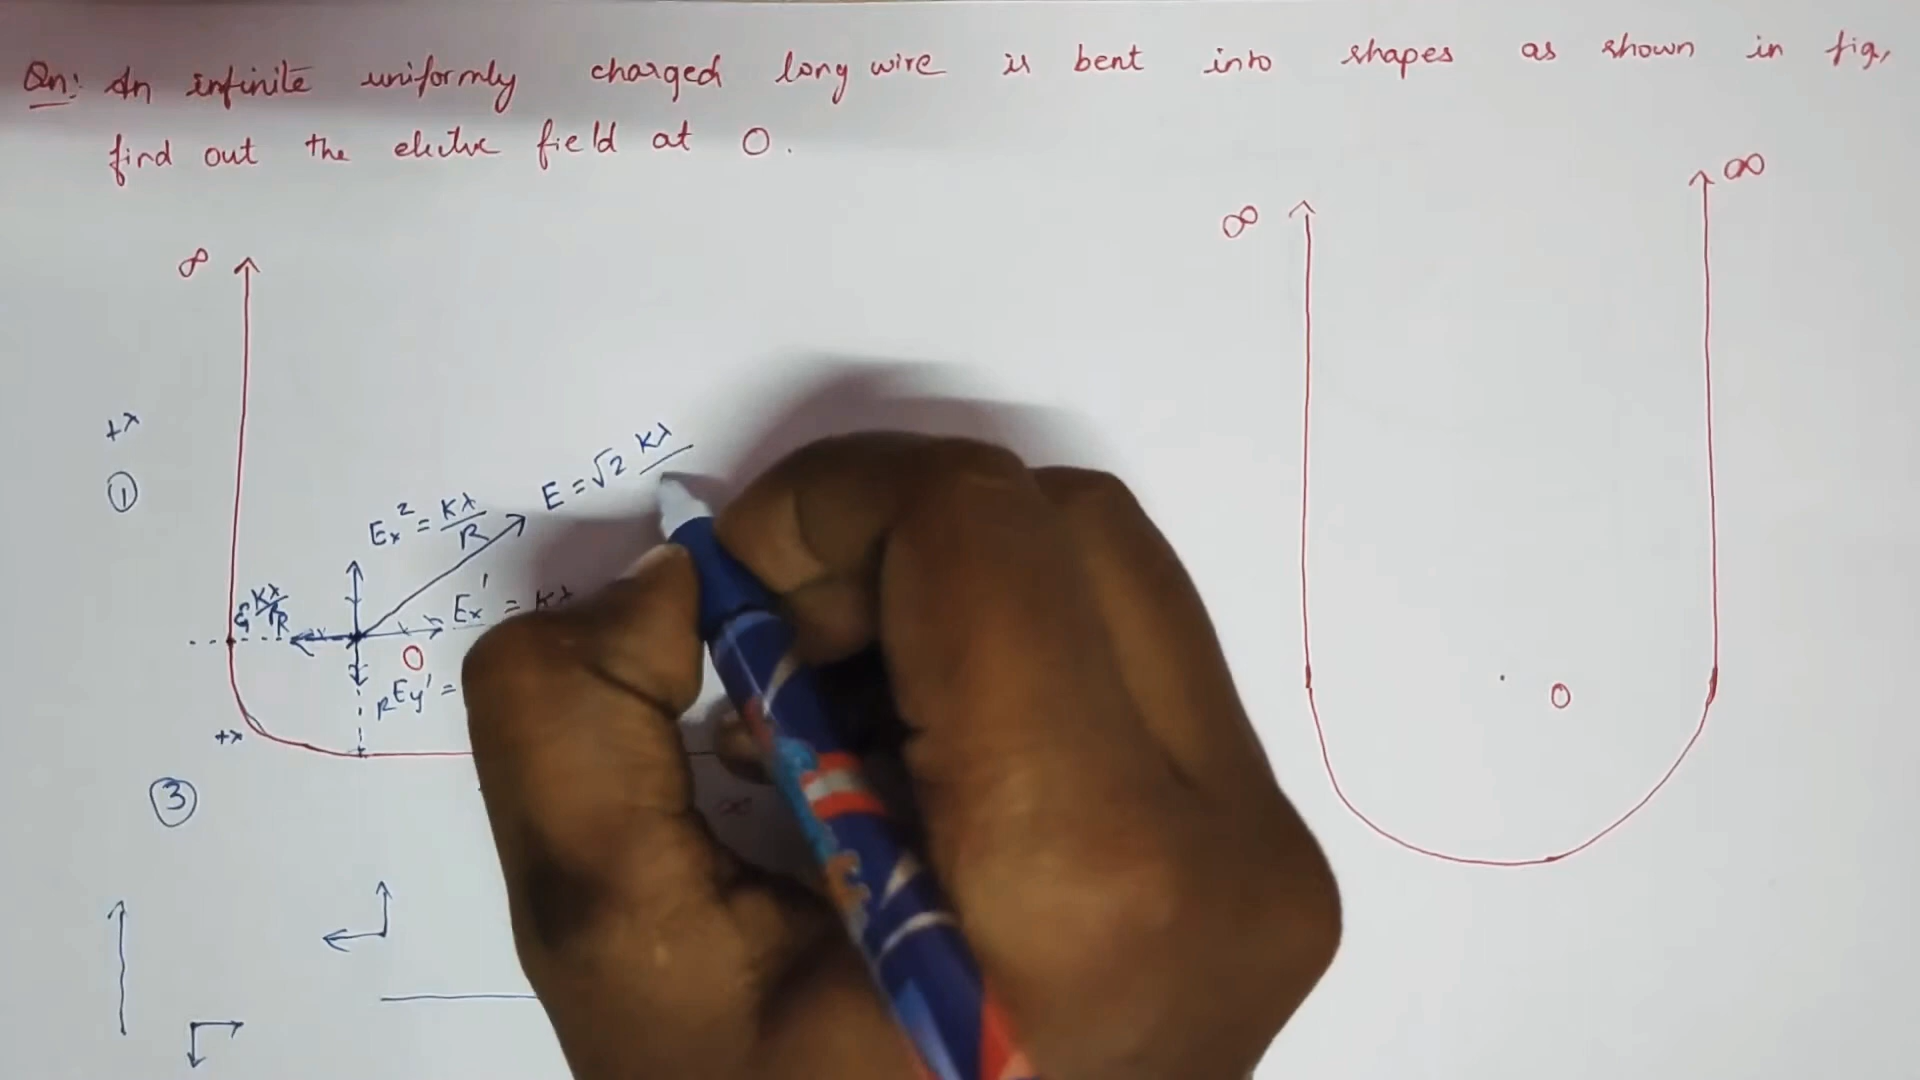 Qn: An infinite uniformly charged long wire is bent into shapes as shown in fig,
find out the electric field at O.
∞
∞
∞
+λ
①
E = √2 Kλ
Ex² = Kλ/R
Kλ/R
Ex' = Kλ
O
R Ey' =
+λ
③
∞
O